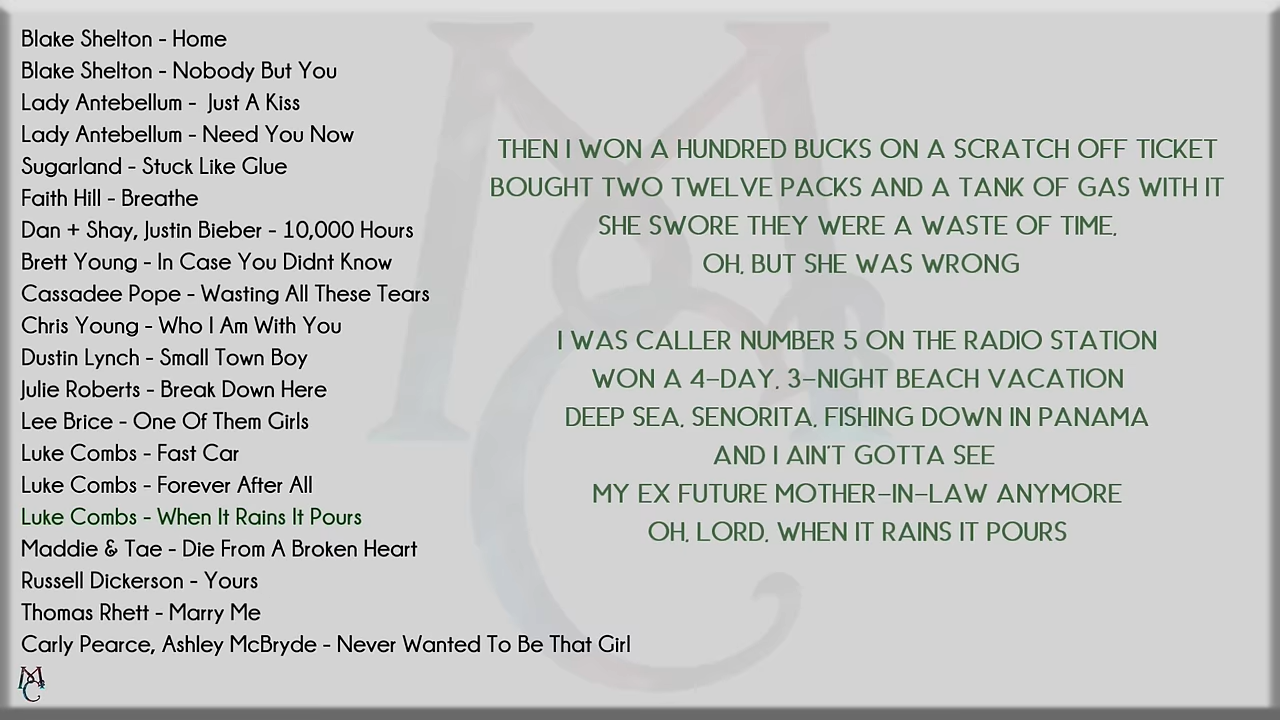 Blake Shelton - Home
Blake Shelton - Nobody But You
Lady Antebellum -  Just A Kiss
Lady Antebellum - Need You Now
Sugarland - Stuck Like Glue
Faith Hill - Breathe
Dan + Shay, Justin Bieber - 10,000 Hours
Brett Young - In Case You Didnt Know
Cassadee Pope - Wasting All These Tears
Chris Young - Who I Am With You
Dustin Lynch - Small Town Boy
Julie Roberts - Break Down Here
Lee Brice - One Of Them Girls
Luke Combs - Fast Car
Luke Combs - Forever After All
Luke Combs - When It Rains It Pours
Maddie & Tae - Die From A Broken Heart
Russell Dickerson - Yours
Thomas Rhett - Marry Me
Carly Pearce, Ashley McBryde - Never Wanted To Be That Girl
THEN I WON A HUNDRED BUCKS ON A SCRATCH OFF TICKET
BOUGHT TWO TWELVE PACKS AND A TANK OF GAS WITH IT
SHE SWORE THEY WERE A WASTE OF TIME,
OH, BUT SHE WAS WRONG
I WAS CALLER NUMBER 5 ON THE RADIO STATION
WON A 4-DAY, 3-NIGHT BEACH VACATION
DEEP SEA, SENORITA, FISHING DOWN IN PANAMA
AND I AIN'T GOTTA SEE
MY EX FUTURE MOTHER-IN-LAW ANYMORE
OH, LORD, WHEN IT RAINS IT POURS
MC